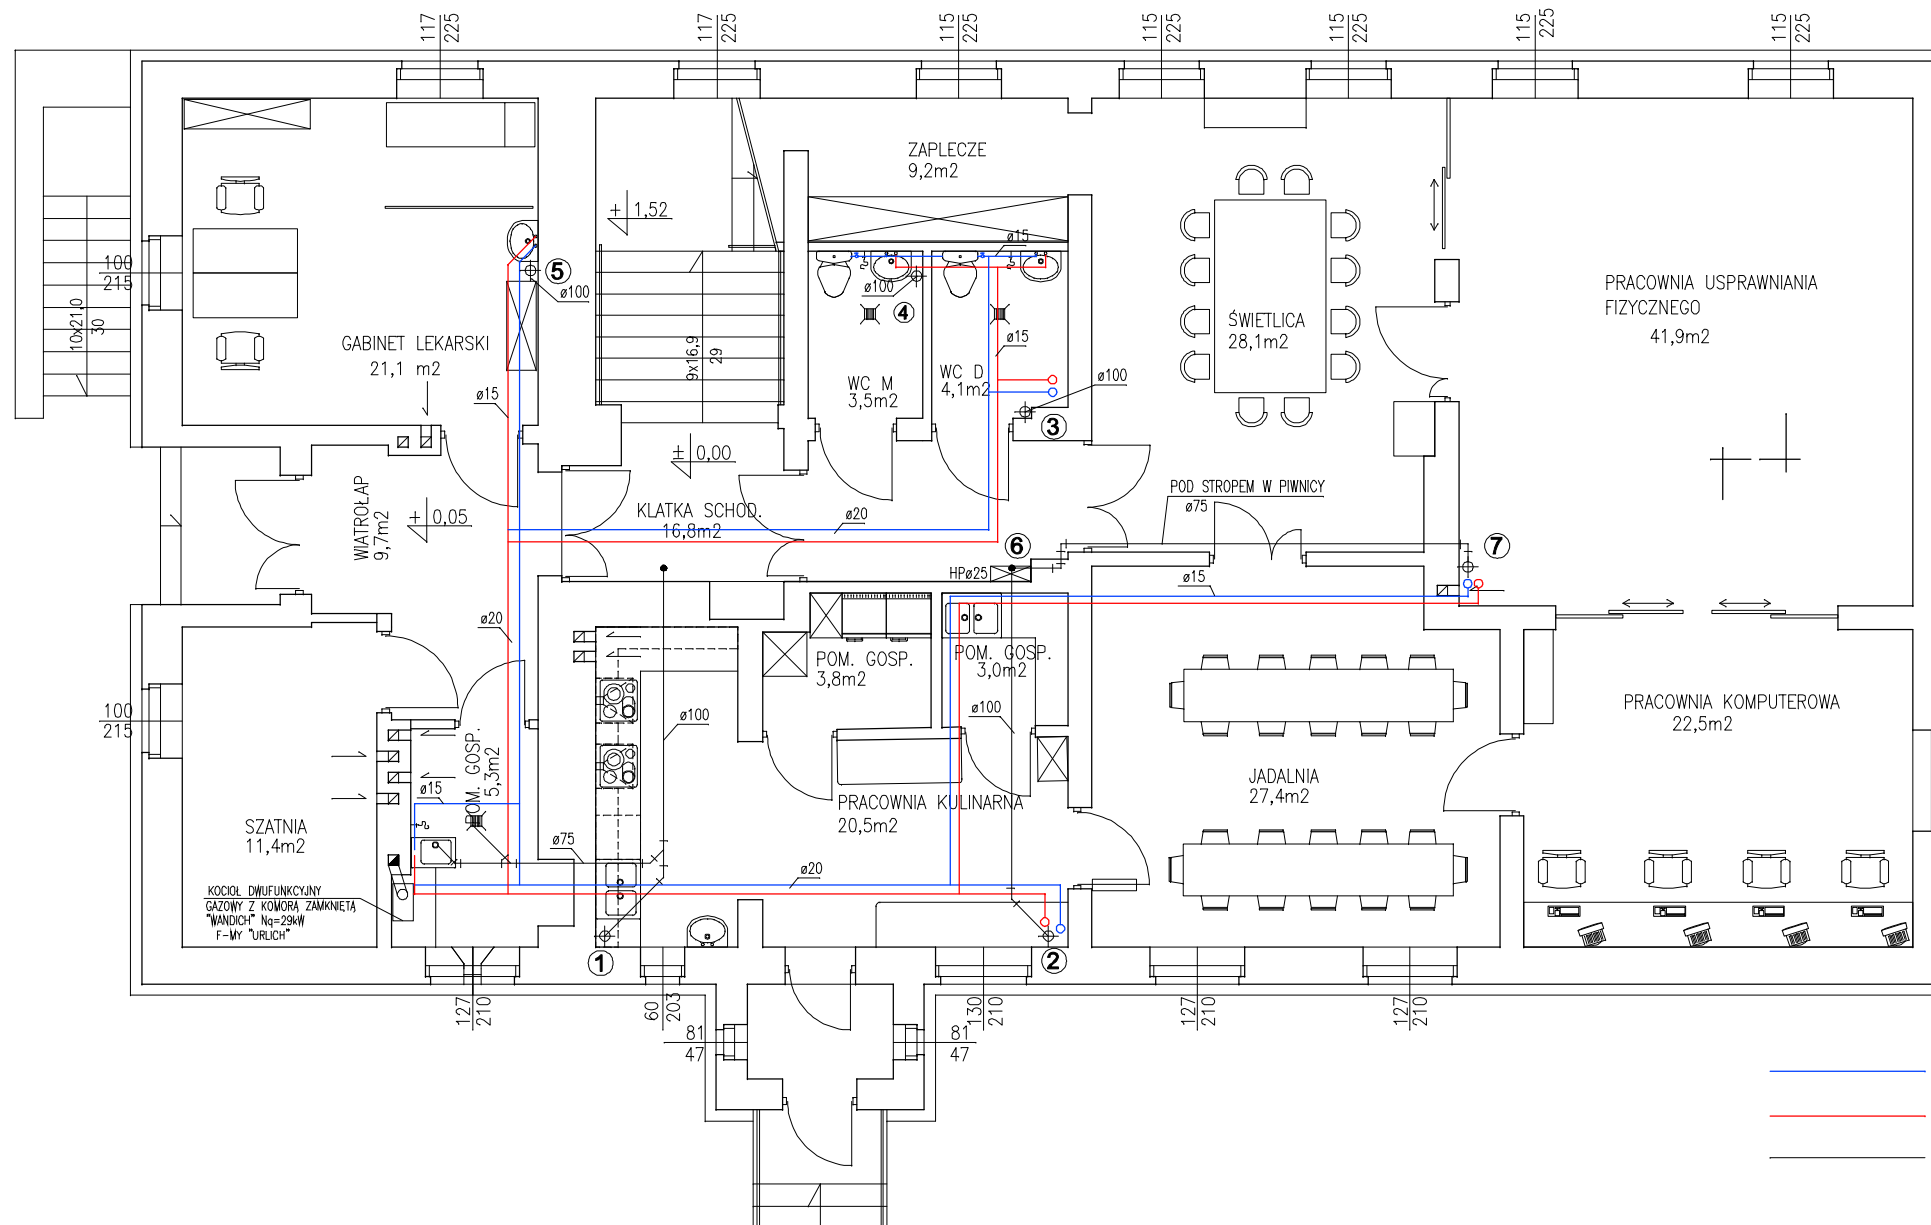 117
225
117
225
115
225
115
225
115
225
115
225
115
225
ZAPLECZE
9,2m2
+ 1,52
ø15
5
ø100
100
215
10x21,0
30
ø100
4
PRACOWNIA USPRAWNIANIA
FIZYCZNEGO
41,9m2
ŚWIETLICA
28,1m2
GABINET LEKARSKI
21,1 m2
9x16,9
29
ø15
WC M
3,5m2
WC D
4,1m2
ø100
3
ø15
± 0,00
WIATROŁAP
9,7m2
+ 0,05
KLATKA SCHOD.
16,8m2
ø20
POD STROPEM W PIWNICY
ø75
6
7
HPø25
ø15
ø20
POM. GOSP.
3,8m2
POM. GOSP.
3,0m2
100
215
ø100
ø100
PRACOWNIA KOMPUTEROWA
22,5m2
POM. GOSP.
5,3m2
ø15
JADALNIA
27,4m2
PRACOWNIA KULINARNA
20,5m2
SZATNIA
11,4m2
ø75
ø20
KOCIOŁ DWUFUNKCYJNY
GAZOWY Z KOMORĄ ZAMKNIĘTĄ
"WANDICH" Nq=29kW
F-MY "URLICH"
1
2
127
210
60
203
130
210
127
210
127
210
81
47
81
47